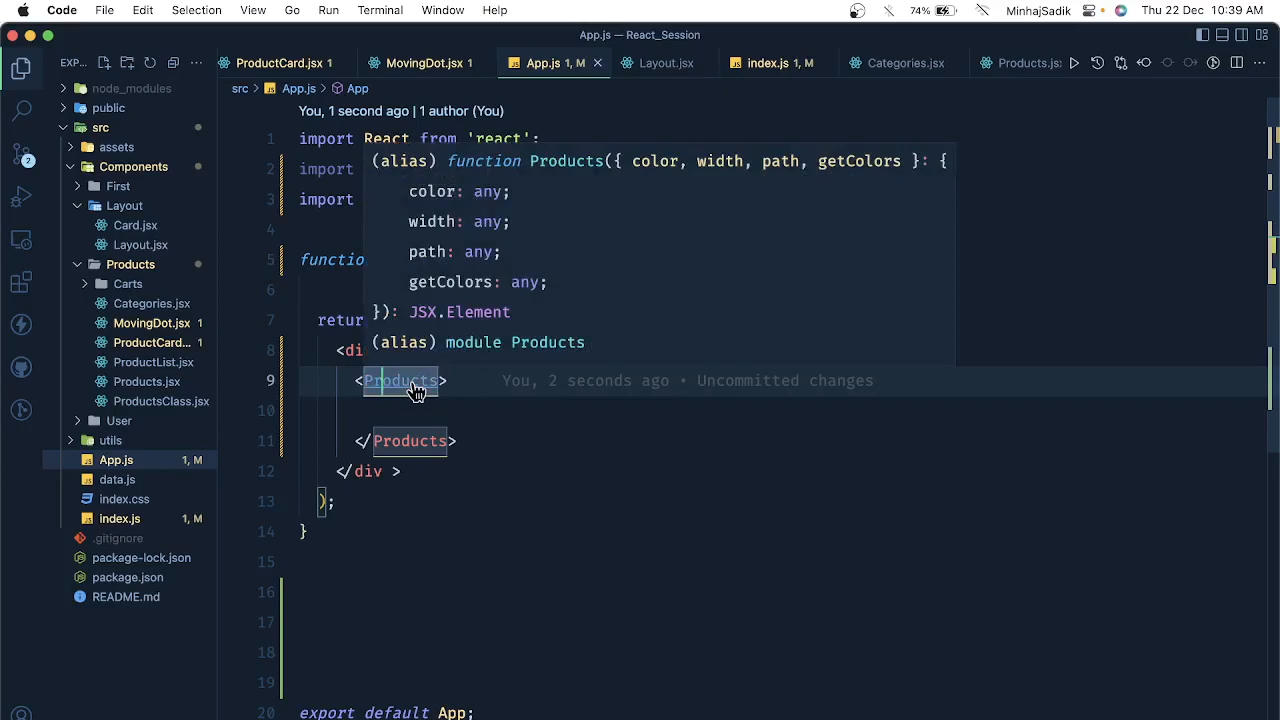 Code File Edit Selection View Go Run Terminal Window Help 74% MinhajSadik Thu 22 Dec 10:39 AM
App.js — React_Session
EXP...
ProductCard.jsx 1 MovingDot.jsx 1 App.js 1, M Layout.jsx index.js 1, M Categories.jsx Products.js
node_modules
public
src
assets
Components
First
Layout
Card.jsx
Layout.jsx
Products
Carts
Categories.jsx
MovingDot.jsx 1
ProductCard... 1
ProductList.jsx
Products.jsx
ProductsClass.jsx
User
utils
App.js 1, M
data.js
index.css
index.js 1, M
.gitignore
package-lock.json
package.json
README.md
2
src > App.js > App
You, 1 second ago | 1 author (You)
1 import React from 'react';
2 import
3 import
4
5 functio
6
7 retur
8 <di
9 <Products> You, 2 seconds ago • Uncommitted changes
10
11 </Products>
12 </div >
13 );
14 }
15
16
17
18
19
20 export default App;
(alias) function Products({ color, width, path, getColors }: {
color: any;
width: any;
path: any;
getColors: any;
}): JSX.Element
(alias) module Products